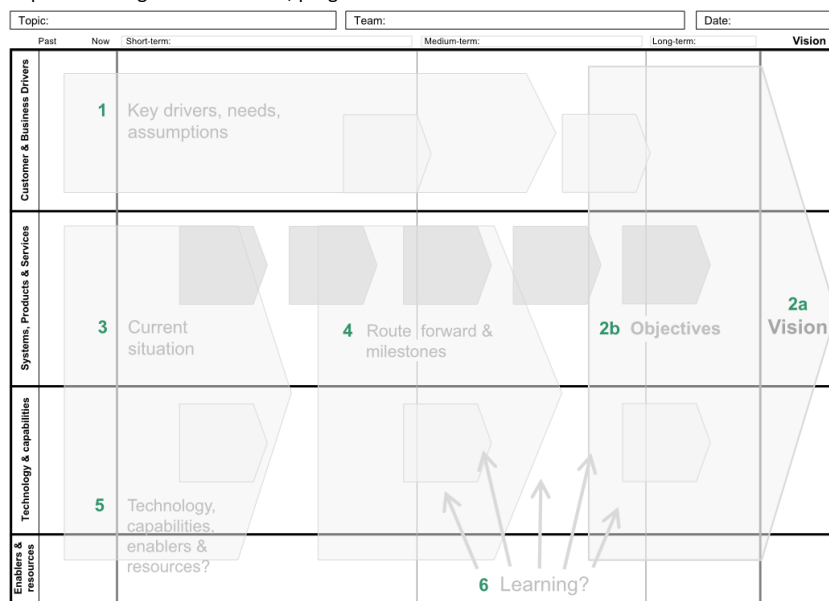 Topic:
Team:
Date:
Past
Now
Short-term:
Medium-term:
Long-term:
Vision
Customer & Business Drivers
1 Key drivers, needs,
assumptions
Systems, Products & Services
3 Current
situation
4 Route forward &
milestones
2b Objectives
2a
Vision
Technology & capabilities
5 Technology,
capabilities,
enablers &
resources?
Enablers &
resources
6 Learning?